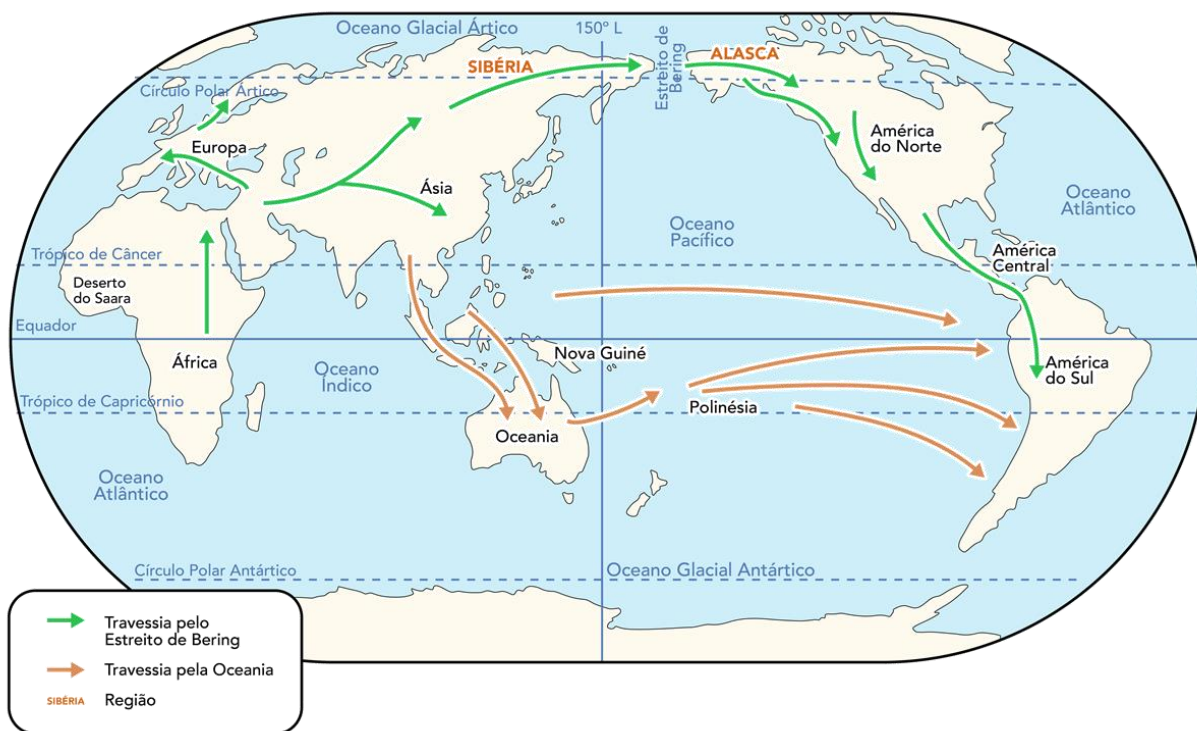 Oceano Glacial Ártico
150° L
Estreito de
Bering
SIBÉRIA
ALASCA
Círculo Polar Ártico
Europa
América
do Norte
Ásia
Oceano
Atlântico
Oceano
Pacífico
Trópico de Câncer
América
Central
Deserto
do Saara
Equador
África
Nova Guiné
Oceano
Índico
América
do Sul
Trópico de Capricórnio
Polinésia
Oceania
Oceano
Atlântico
Círculo Polar Antártico
Oceano Glacial Antártico
Travessia pelo
Estreito de Bering
Travessia pela Oceania
SIBÉRIA Região